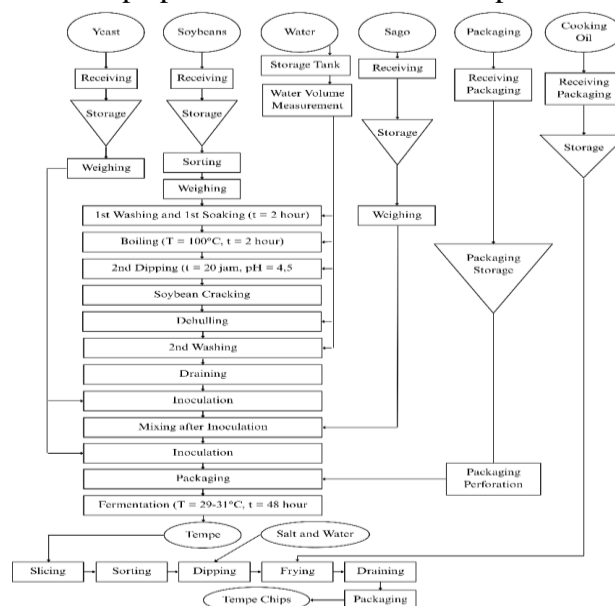 Yeast
Soybeans
Water
Sago
Packaging
Cooking
Oil
Receiving
Receiving
Storage Tank
Receiving
Receiving
Packaging
Receiving
Packaging
Water Volume
Measurement
Storage
Storage
Storage
Storage
Sorting
Weighing
Weighing
1st Washing and 1st Soaking (t = 2 hour)
Weighing
Boiling (T = 100°C, t = 2 hour)
2nd Dipping ((t = 20 jam, pH = 4,5
Packaging
Storage
Soybean Cracking
Dehulling
2nd Washing
Draining
Inoculation
Mixing after Inoculation
Inoculation
Packaging
Packaging
Perforation
Fermentation (T = 29-31°C, t = 48 hour
Tempe
Salt and Water
Slicing
Sorting
Dipping
Frying
Draining
Tempe Chips
Packaging